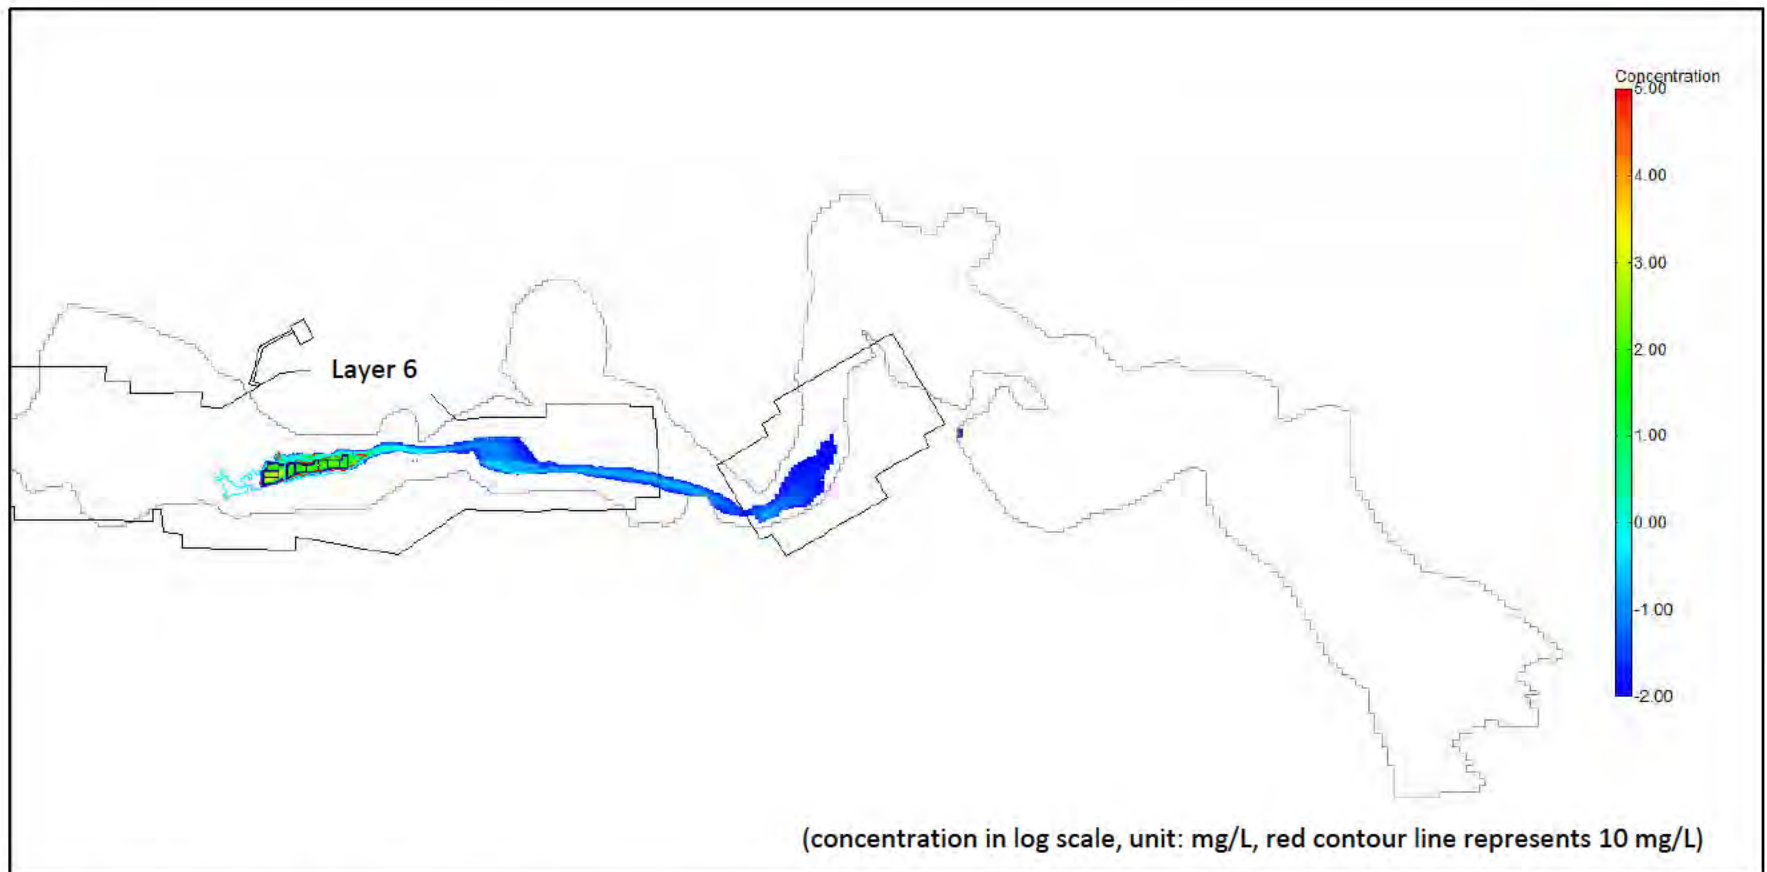 Concentration
5.00
4.00
3.00
2.00
1.00
0.00
-1.00
-2.00
Layer 6
(concentration in log scale, unit: mg/L, red contour line represents 10 mg/L)